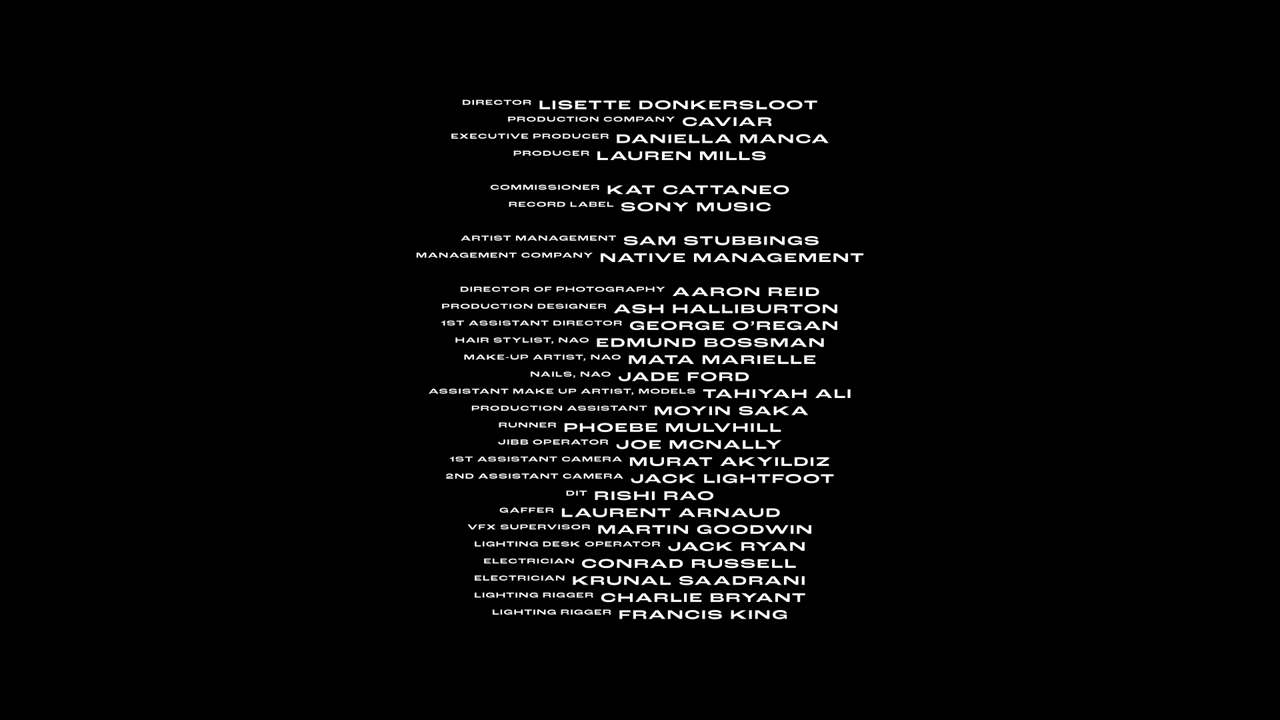 DIRECTOR LISETTE DONKERSLOOT
PRODUCTION COMPANY CAVIAR
EXECUTIVE PRODUCER DANIELLA MANCA
PRODUCER LAUREN MILLS
COMMISSIONER KAT CATTANEO
RECORD LABEL SONY MUSIC
ARTIST MANAGEMENT SAM STUBBINGS
MANAGEMENT COMPANY NATIVE MANAGEMENT
DIRECTOR OF PHOTOGRAPHY AARON REID
PRODUCTION DESIGNER ASH HALLIBURTON
1ST ASSISTANT DIRECTOR GEORGE O'REGAN
HAIR STYLIST, NAO EDMUND BOSSMAN
MAKE-UP ARTIST, NAO MATA MARIELLE
NAILS, NAO JADE FORD
ASSISTANT MAKE UP ARTIST, MODELS TAHIYAH ALI
PRODUCTION ASSISTANT MOYIN SAKA
RUNNER PHOEBE MULVHILL
JIBB OPERATOR JOE MCNALLY
1ST ASSISTANT CAMERA MURAT AKYILDIZ
2ND ASSISTANT CAMERA JACK LIGHTFOOT
DIT RISHI RAO
GAFFER LAURENT ARNAUD
VFX SUPERVISOR MARTIN GOODWIN
LIGHTING DESK OPERATOR JACK RYAN
ELECTRICIAN CONRAD RUSSELL
ELECTRICIAN KRUNAL SAADRANI
LIGHTING RIGGER CHARLIE BRYANT
LIGHTING RIGGER FRANCIS KING